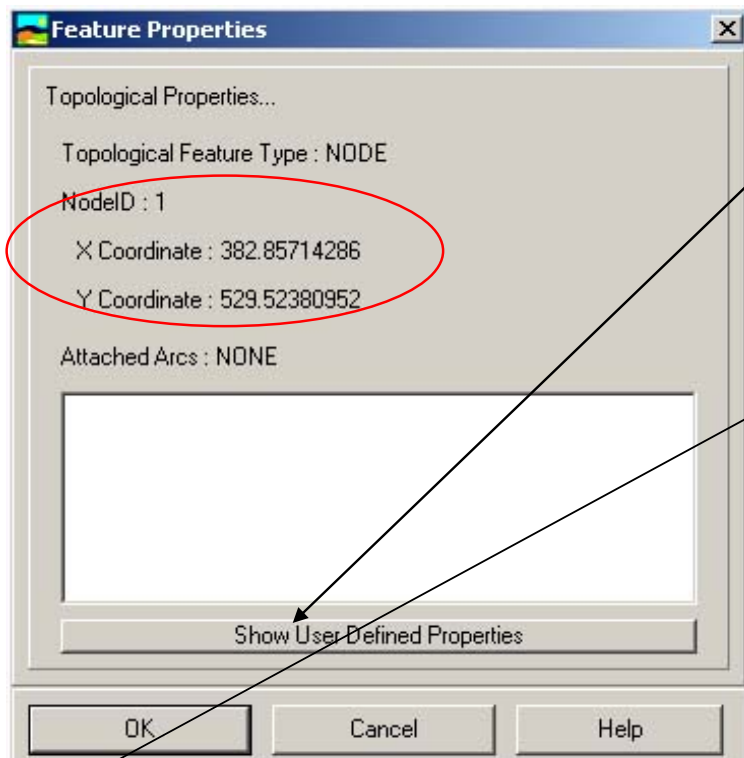 Feature Properties
Topological Properties...
Topological Feature Type : NODE
NodeID : 1
X Coordinate : 382.85714286
Y Coordinate : 529.52380952
Attached Arcs : NONE
Show User Defined Properties
OK Cancel Help